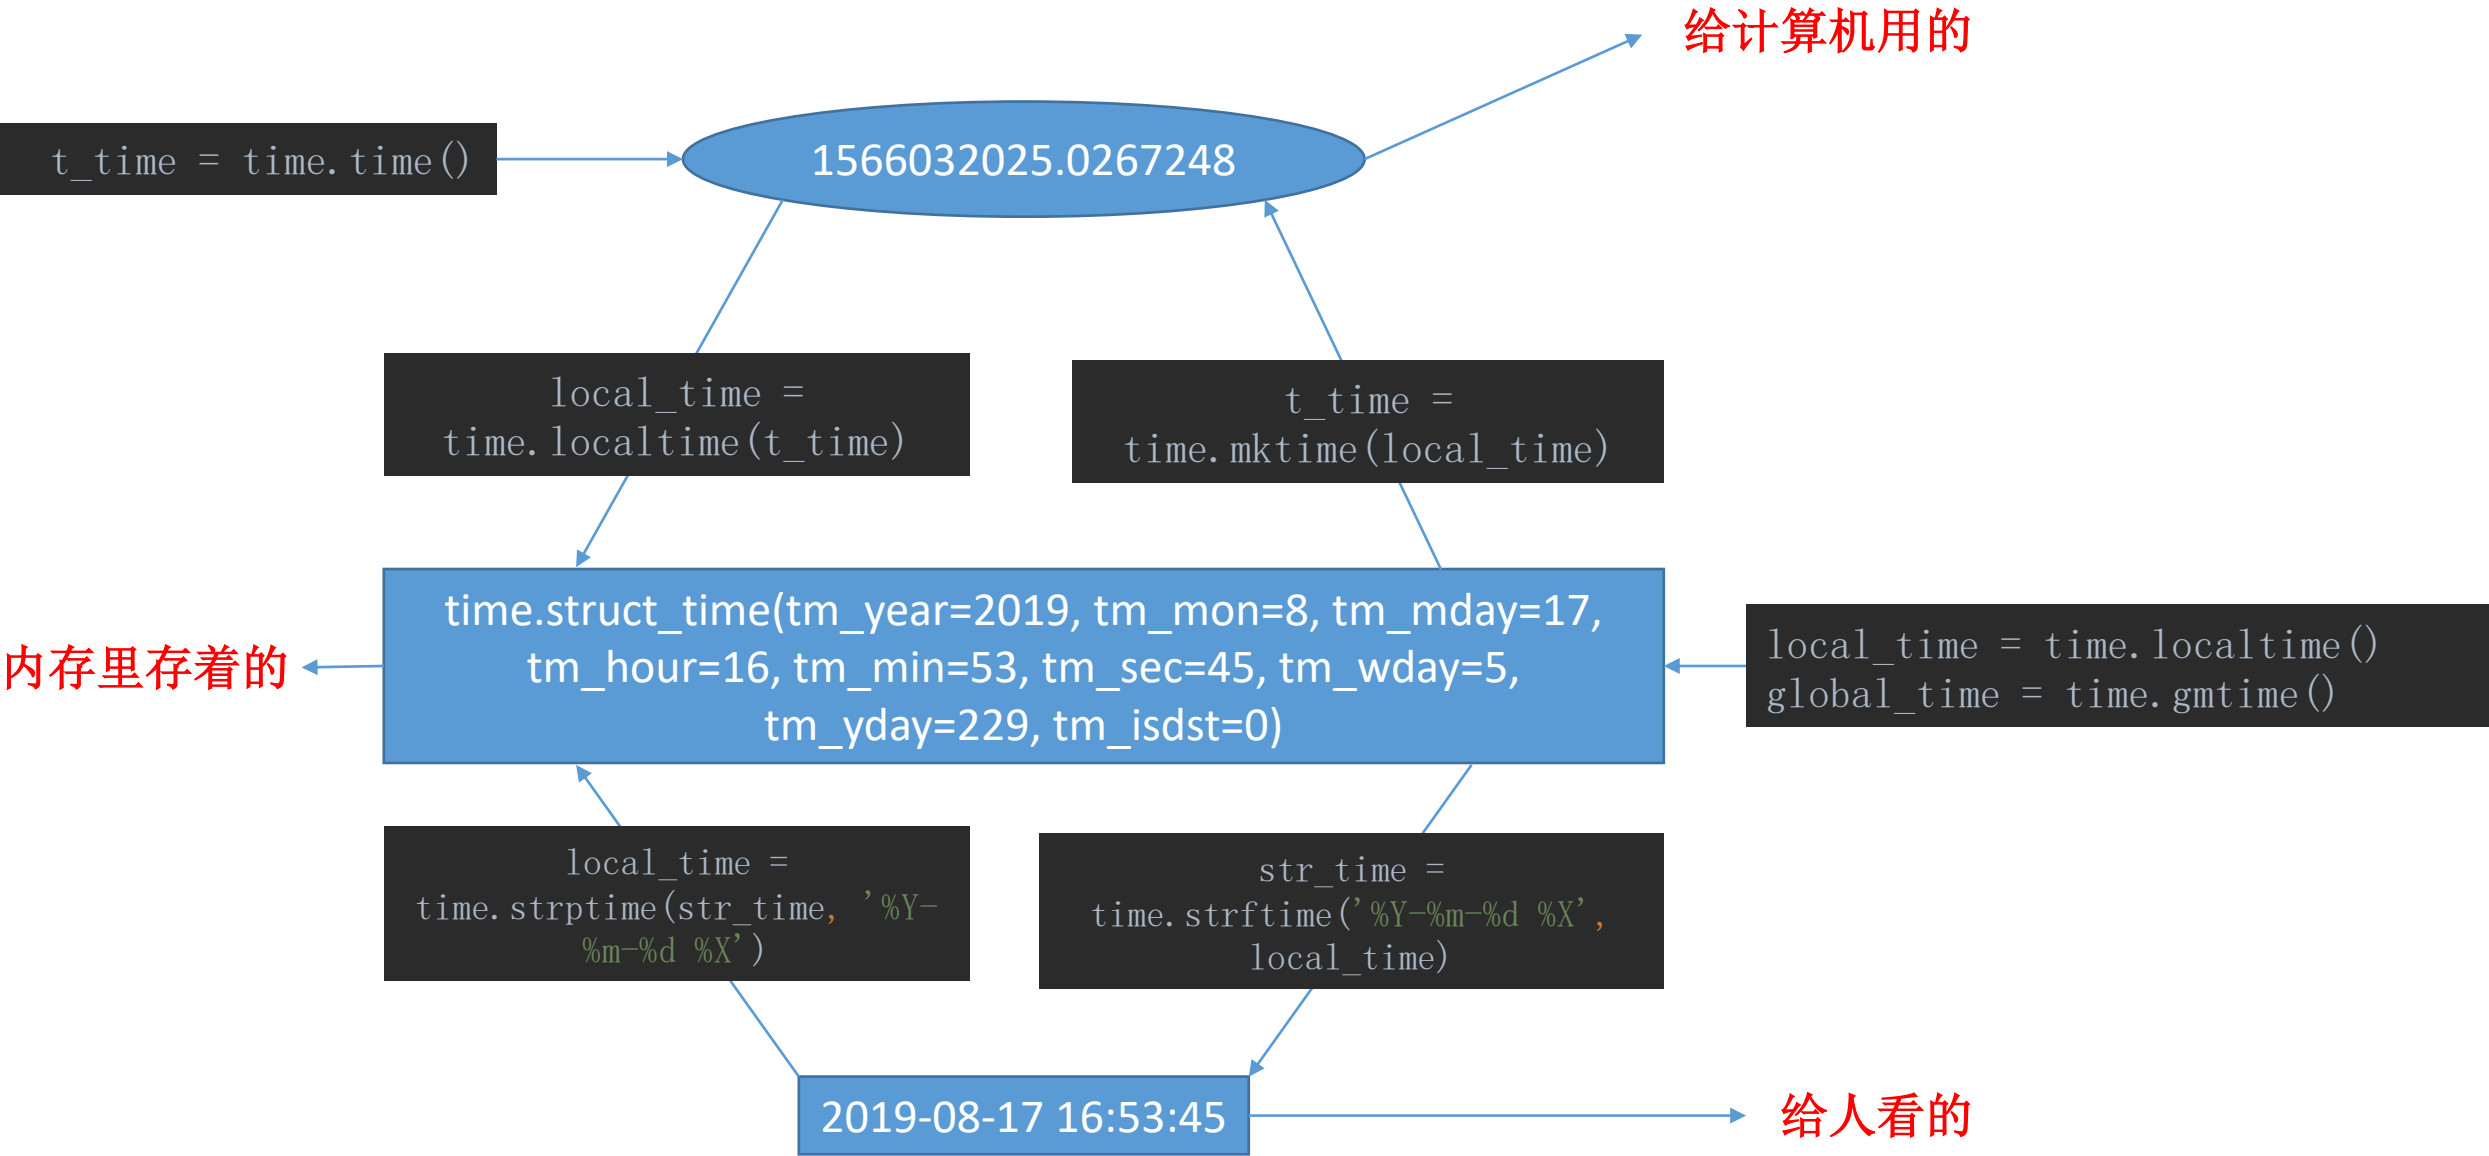 给计算机用的
t_time = time.time()
1566032025.0267248
local_time =
time.localtime(t_time)
t_time =
time.mktime(local_time)
time.struct_time(tm_year=2019, tm_mon=8, tm_mday=17,
tm_hour=16, tm_min=53, tm_sec=45, tm_wday=5,
tm_yday=229, tm_isdst=0)
内存里存着的
local_time = time.localtime()
global_time = time.gmtime()
local_time =
time.strptime(str_time, '%Y-
%m-%d %X')
str_time =
time.strftime('%Y-%m-%d %X',
local_time)
2019-08-17 16:53:45
给人看的